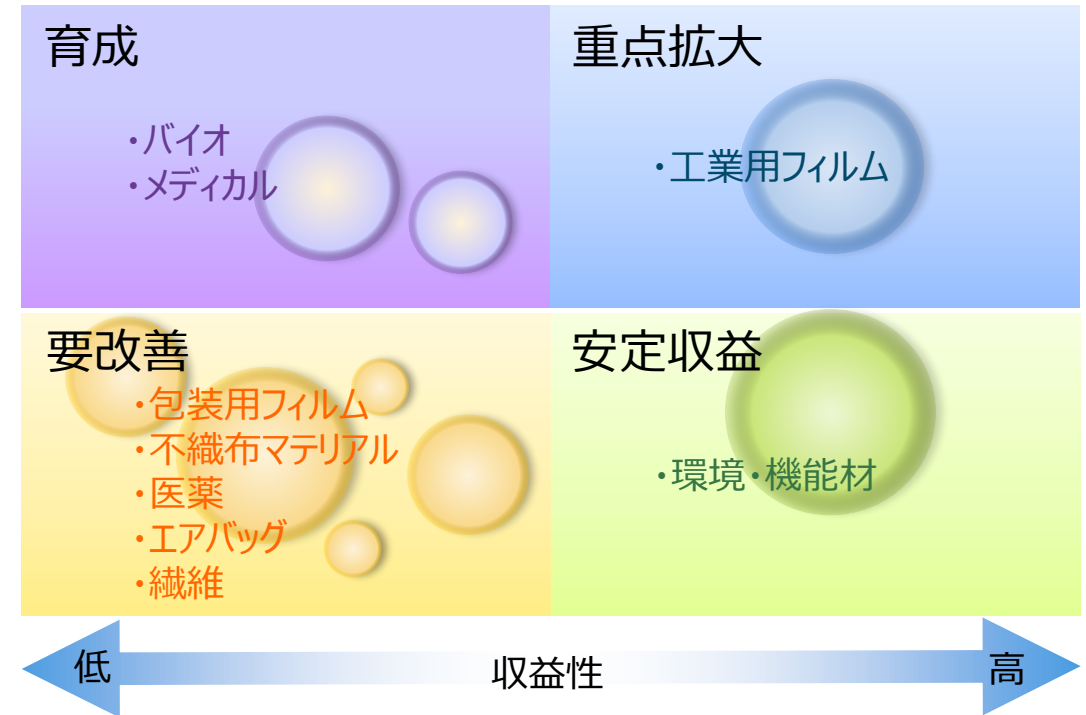 育成
・バイオ
・メディカル
重点拡大
・工業用フィルム
要改善
・包装用フィルム
・不織布マテリアル
・医薬
・エアバッグ
・繊維
安定収益
・環境・機能材
低
収益性
高